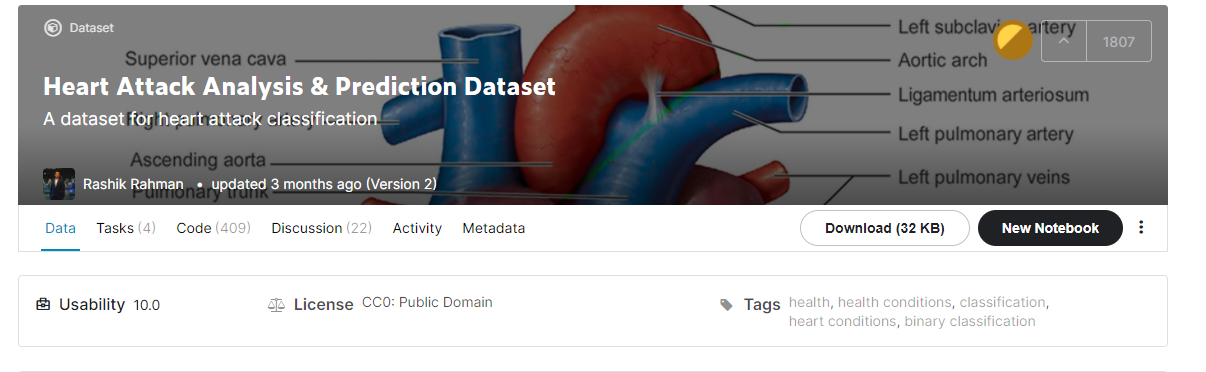 Dataset
Superior vena cava
Left subclavian artery
1807
Aortic arch
Heart Attack Analysis & Prediction Dataset
Ligamentum arteriosum
A dataset for heart attack classification
Left pulmonary artery
Ascending aorta
Left pulmonary veins
Rashik Rahman • updated 3 months ago (Version 2)
Pulmonary trunk
Data Tasks (4) Code (409) Discussion (22) Activity Metadata Download (32 KB) New Notebook
Usability 10.0 License CC0: Public Domain Tags health, health conditions, classification,
heart conditions, binary classification